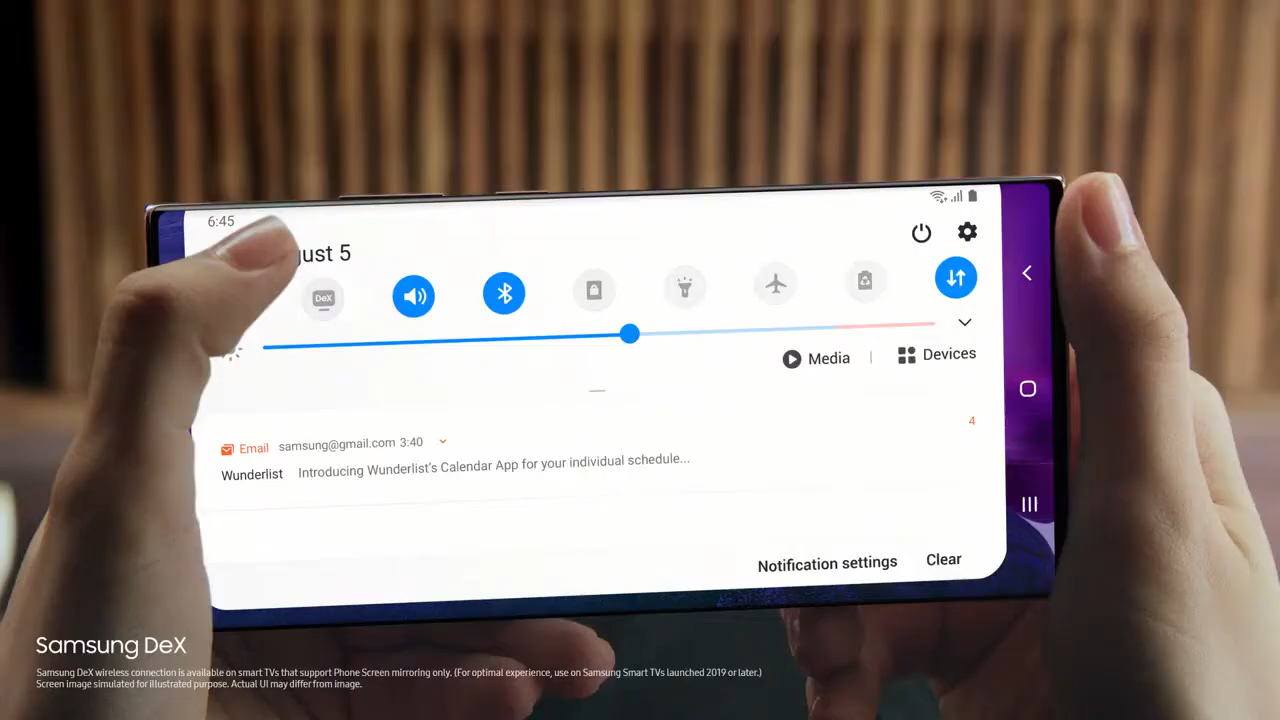 6:45
gust 5
DeX
Media | Devices
4
Email samsung@gmail.com 3:40
Wunderlist Introducing Wunderlist's Calendar App for your individual schedule...
Notification settings Clear
Samsung DeX
Samsung DeX wireless connection is available on smart TVs that support Phone Screen mirroring only. (For optimal experience, use on Samsung Smart TVs launched 2019 or later.)
Screen image simulated for illustrated purpose. Actual UI may differ from image.